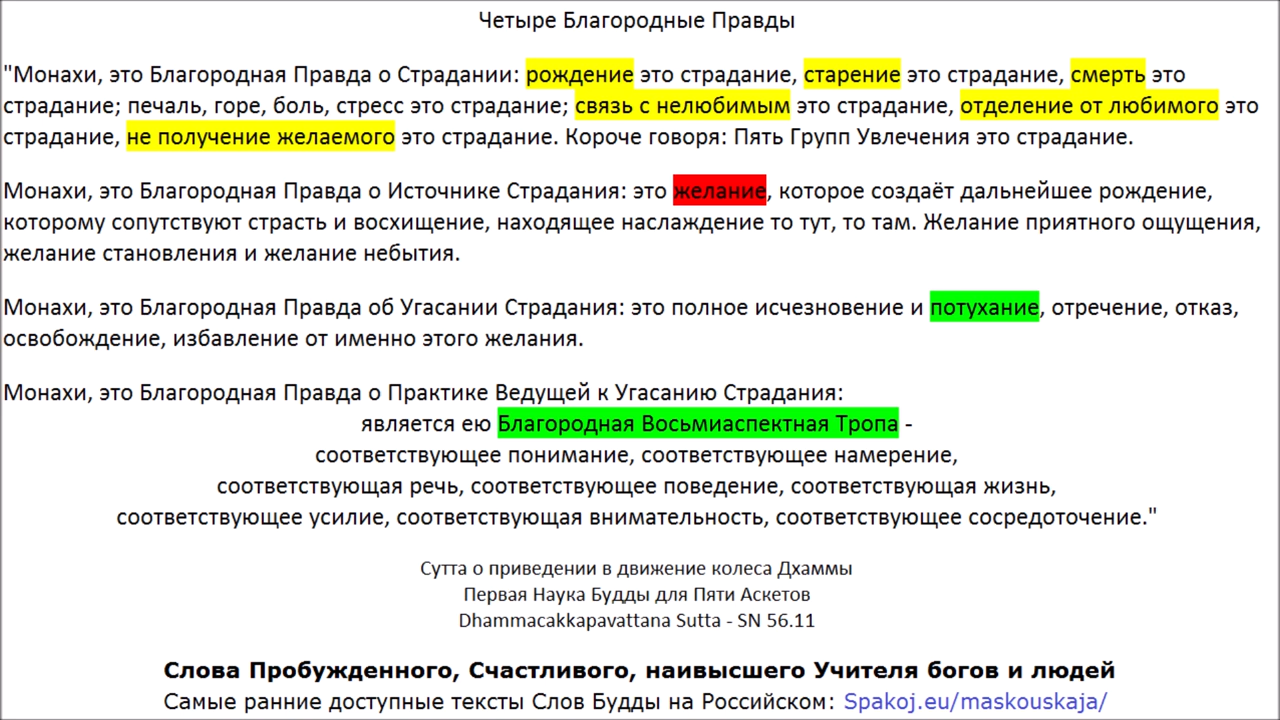 Четыре Благородные Правды
"Монахи, это Благородная Правда о Страдании: рождение это страдание, старение это страдание, смерть это
страдание; печаль, горе, боль, стресс это страдание; связь с нелюбимым это страдание, отделение от любимого это
страдание, не получение желаемого это страдание. Короче говоря: Пять Групп Увлечения это страдание.
Монахи, это Благородная Правда о Источнике Страдания: это желание, которое создаёт дальнейшее рождение,
которому сопутствуют страсть и восхищение, находящее наслаждение то тут, то там. Желание приятного ощущения,
желание становления и желание небытия.
Монахи, это Благородная Правда об Угасании Страдания: это полное исчезновение и потухание, отречение, отказ,
освобождение, избавление от именно этого желания.
Монахи, это Благородная Правда о Практике Ведущей к Угасанию Страдания:
является ею Благородная Восьмиаспектная Тропа -
соответствующее понимание, соответствующее намерение,
соответствующая речь, соответствующее поведение, соответствующая жизнь,
соответствующее усилие, соответствующая внимательность, соответствующее сосредоточение."
Сутта о приведении в движение колеса Дхаммы
Первая Наука Будды для Пяти Аскетов
Dhammacakkapavattana Sutta - SN 56.11
Слова Пробужденного, Счастливого, наивысшего Учителя богов и людей
Самые ранние доступные тексты Слов Будды на Российском: Spakoj.eu/maskouskaja/